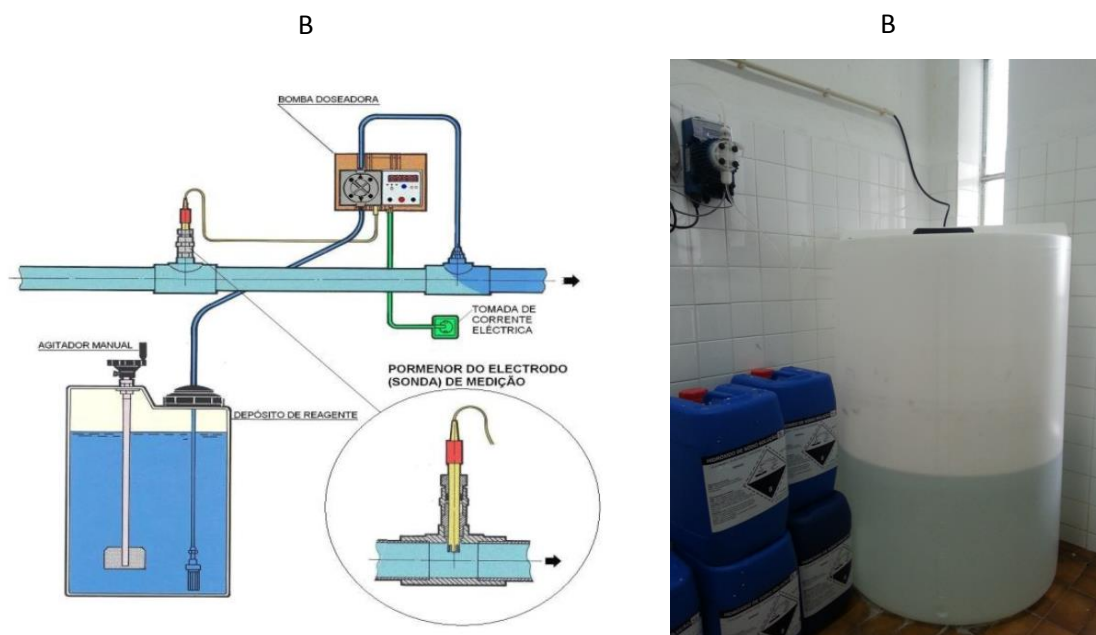 B
B
BOMBA DOSEADORA
TOMADA DE
CORRENTE
ELÉCTRICA
AGITADOR MANUAL
PORMENOR DO ELECTRODO
(SONDA) DE MEDIÇÃO
DEPÓSITO DE REAGENTE